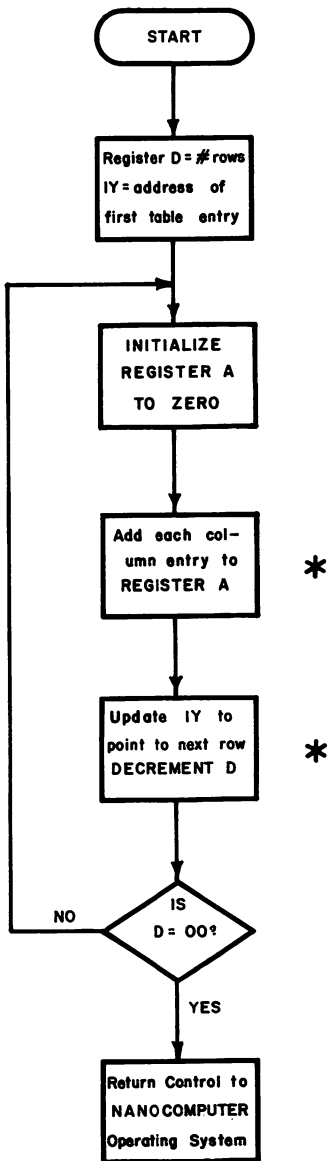 START
Register D = # rows
IY = address of
first table entry
INITIALIZE
REGISTER A
TO ZERO
Add each col-
umn entry to
REGISTER A
*
Update IY to
point to next row
DECREMENT D
*
IS
D = 00?
NO
YES
Return Control to
NANOCOMPUTER
Operating System